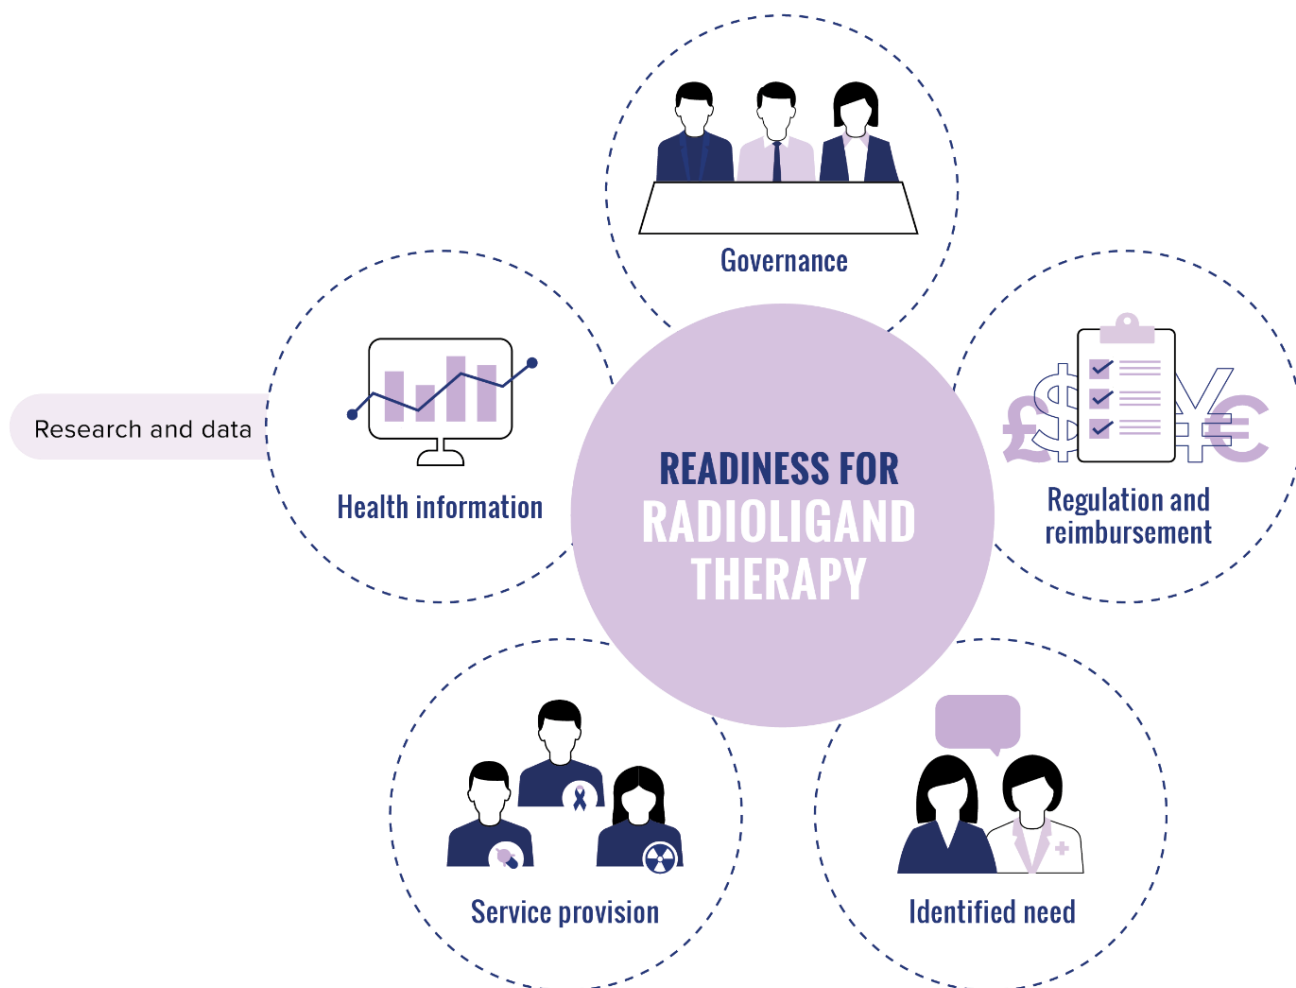 Governance
Research and data
Health information
READINESS FOR
RADIOLIGAND
THERAPY
Regulation and
reimbursement
Service provision
Identified need